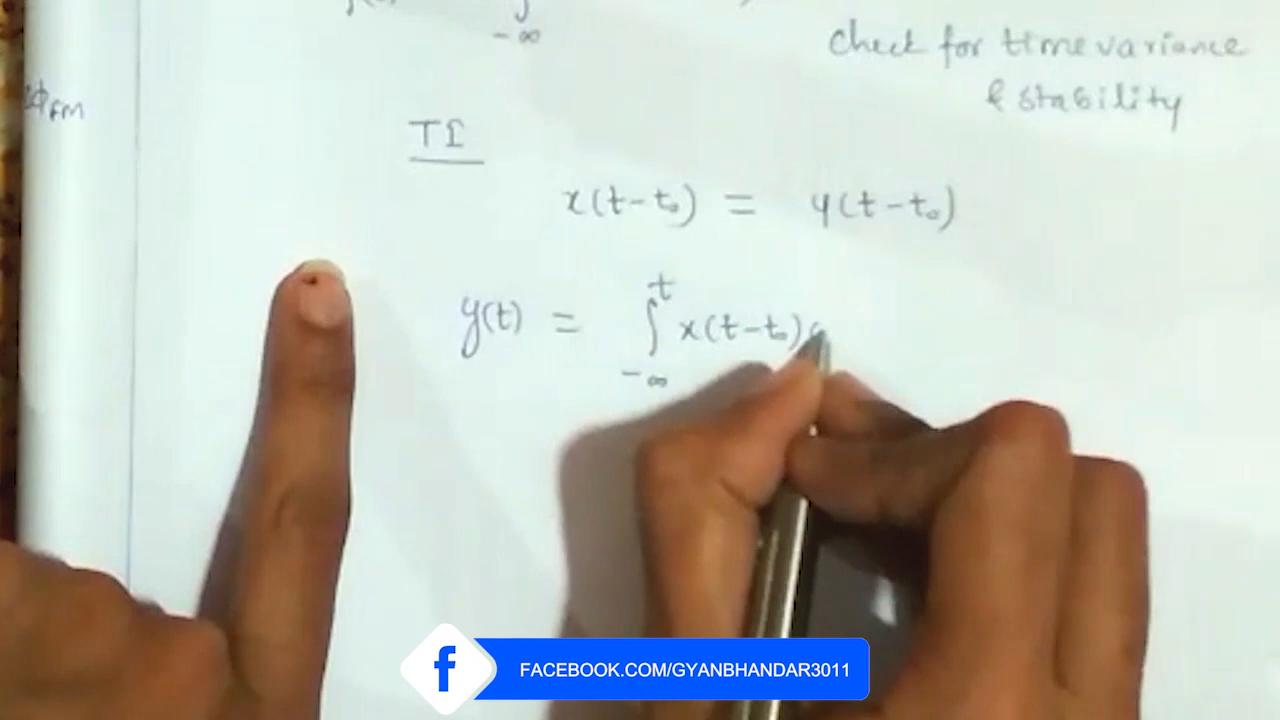 -∞
check for time variance
& stability
TI
x(t-t₀) = y(t-t₀)
y(t) = ∫ t -∞ x(t-t₀)
FACEBOOK.COM/GYANBHANDAR3011